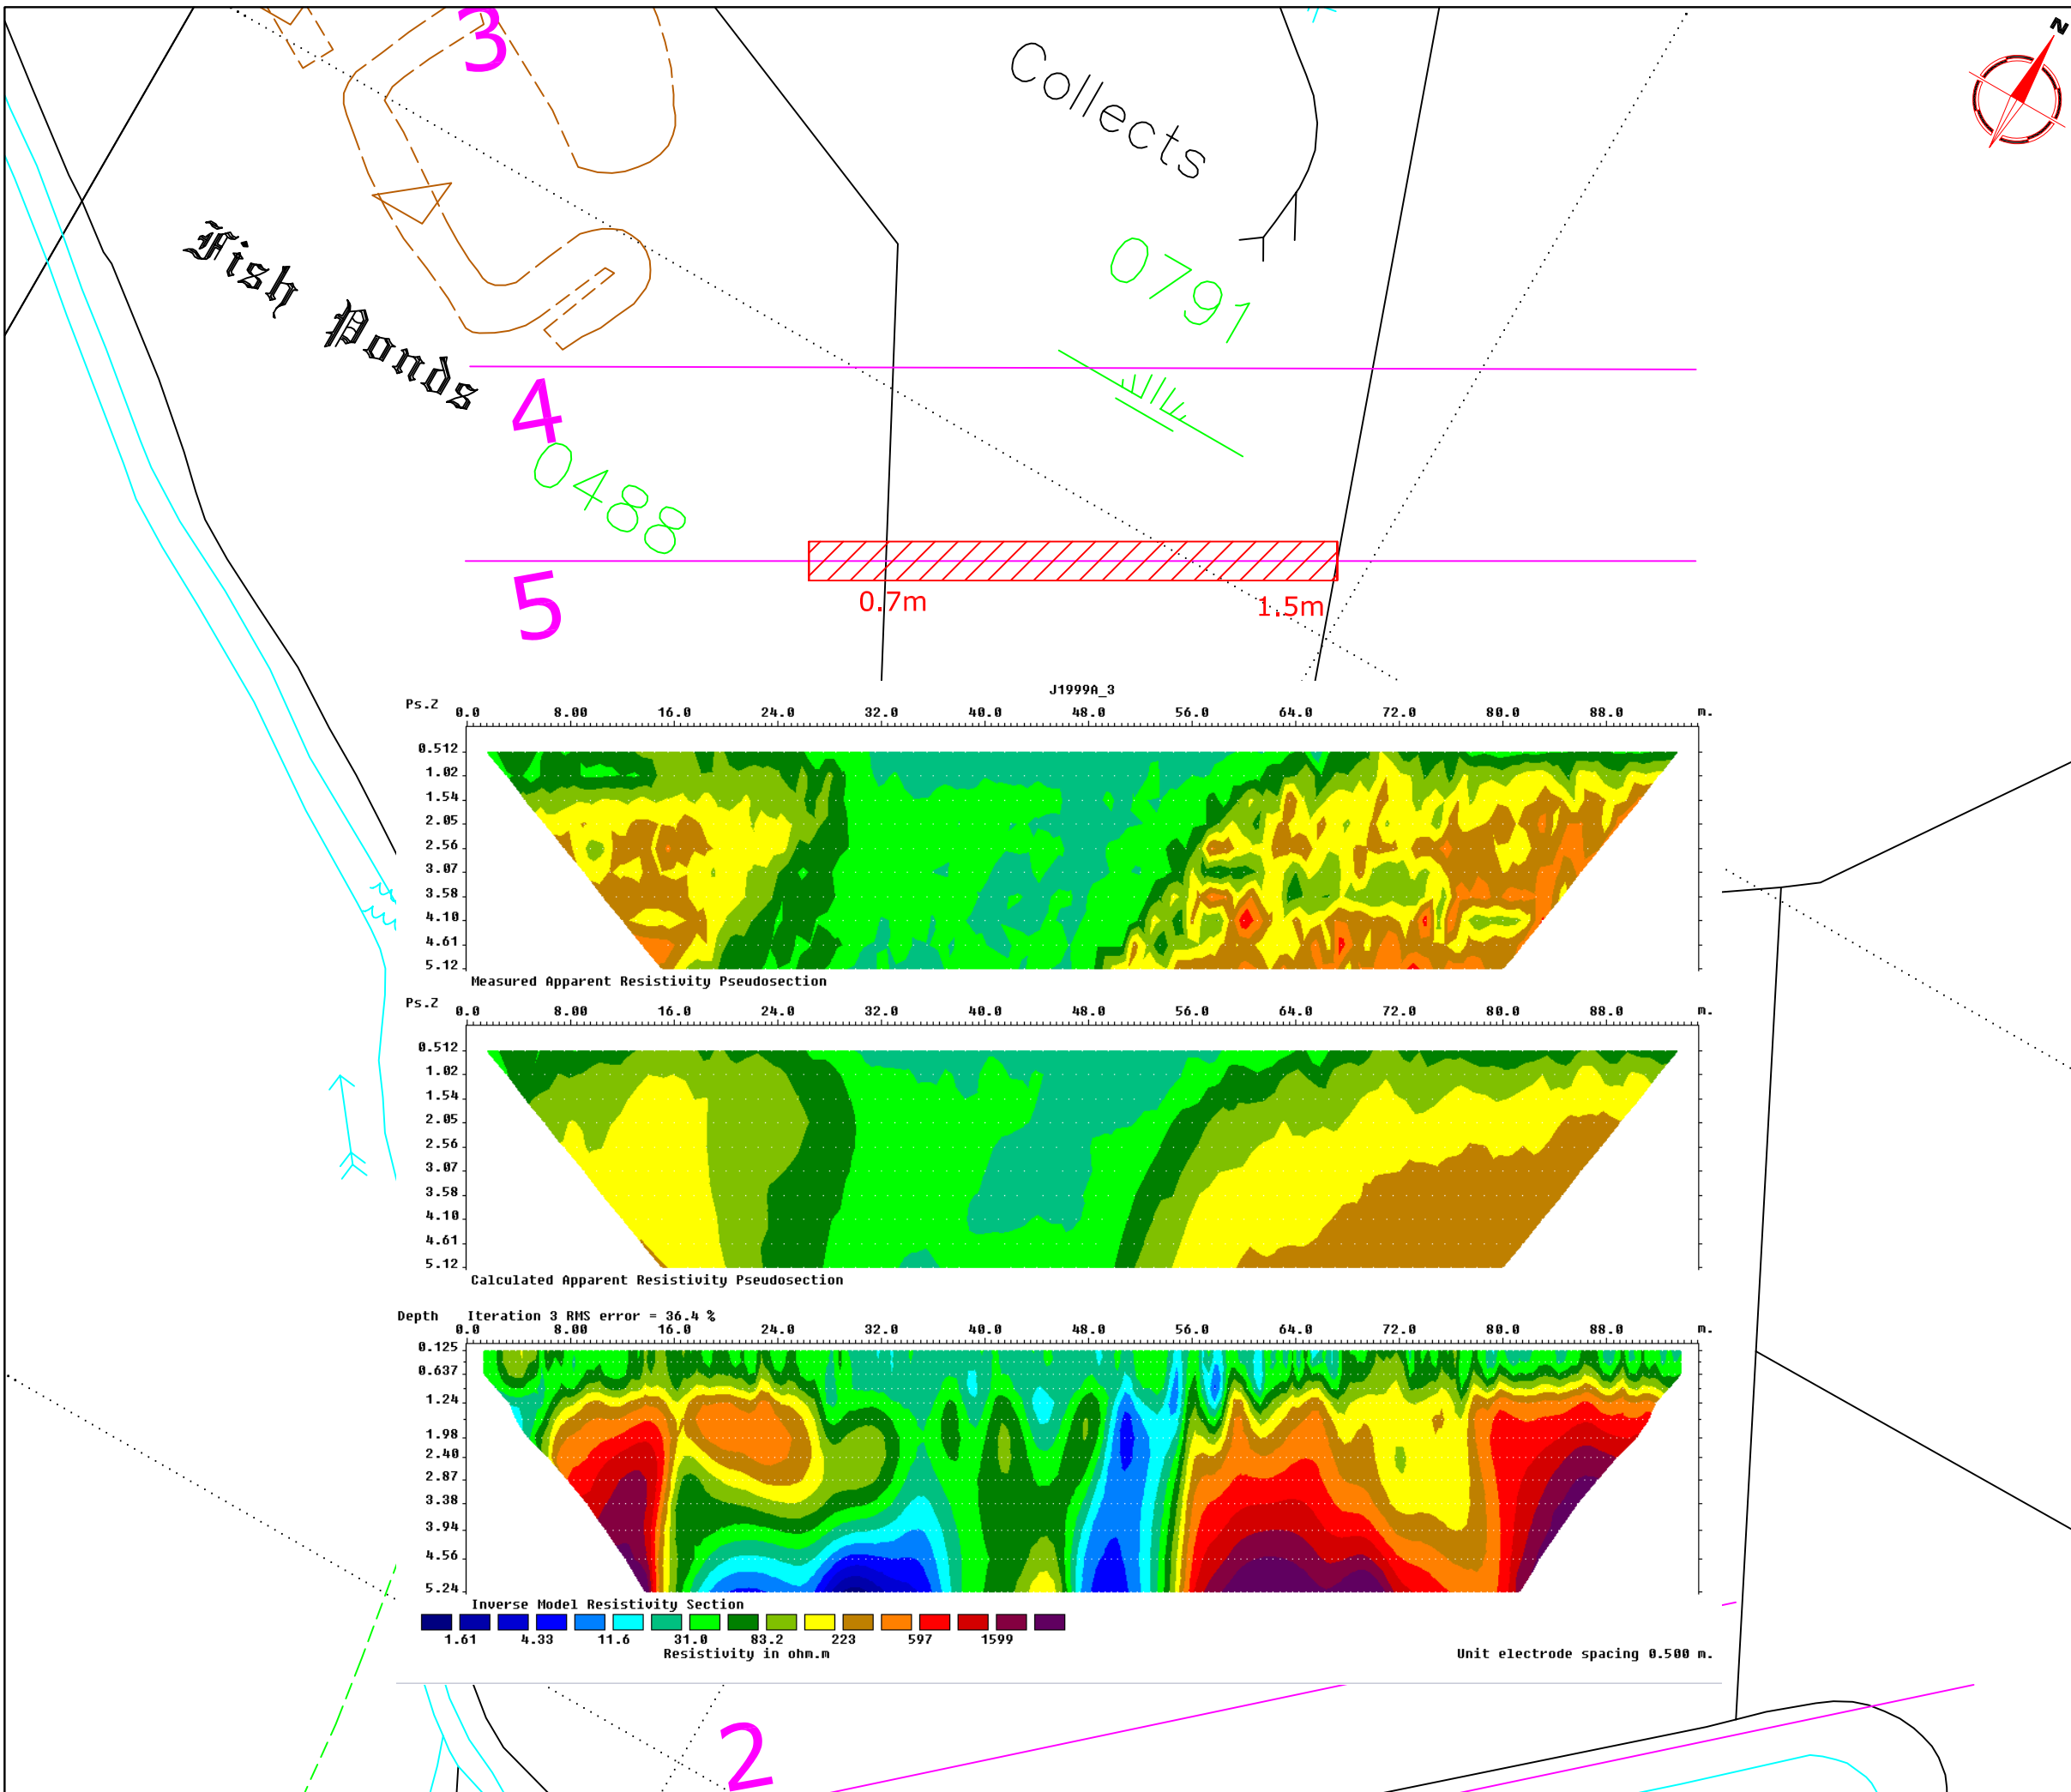 N
3
Collects
Fish Ponds
0791
4
0488
5
0.7m
1.5m
J1999A_3
Ps.Z 0.0 8.00 16.0 24.0 32.0 40.0 48.0 56.0 64.0 72.0 80.0 88.0 m.
0.512
1.02
1.54
2.05
2.56
3.07
3.58
4.10
4.61
5.12
Measured Apparent Resistivity Pseudosection
Ps.Z 0.0 8.00 16.0 24.0 32.0 40.0 48.0 56.0 64.0 72.0 80.0 88.0 m.
0.512
1.02
1.54
2.05
2.56
3.07
3.58
4.10
4.61
5.12
Calculated Apparent Resistivity Pseudosection
Depth Iteration 3 RMS error = 36.4 %
0.0 8.00 16.0 24.0 32.0 40.0 48.0 56.0 64.0 72.0 80.0 88.0 m.
0.125
0.637
1.24
1.98
2.40
2.87
3.38
3.94
4.56
5.24
Inverse Model Resistivity Section
1.61 4.33 11.6 31.0 83.2 223 597 1599
Resistivity in ohm.m
Unit electrode spacing 0.500 m.
2